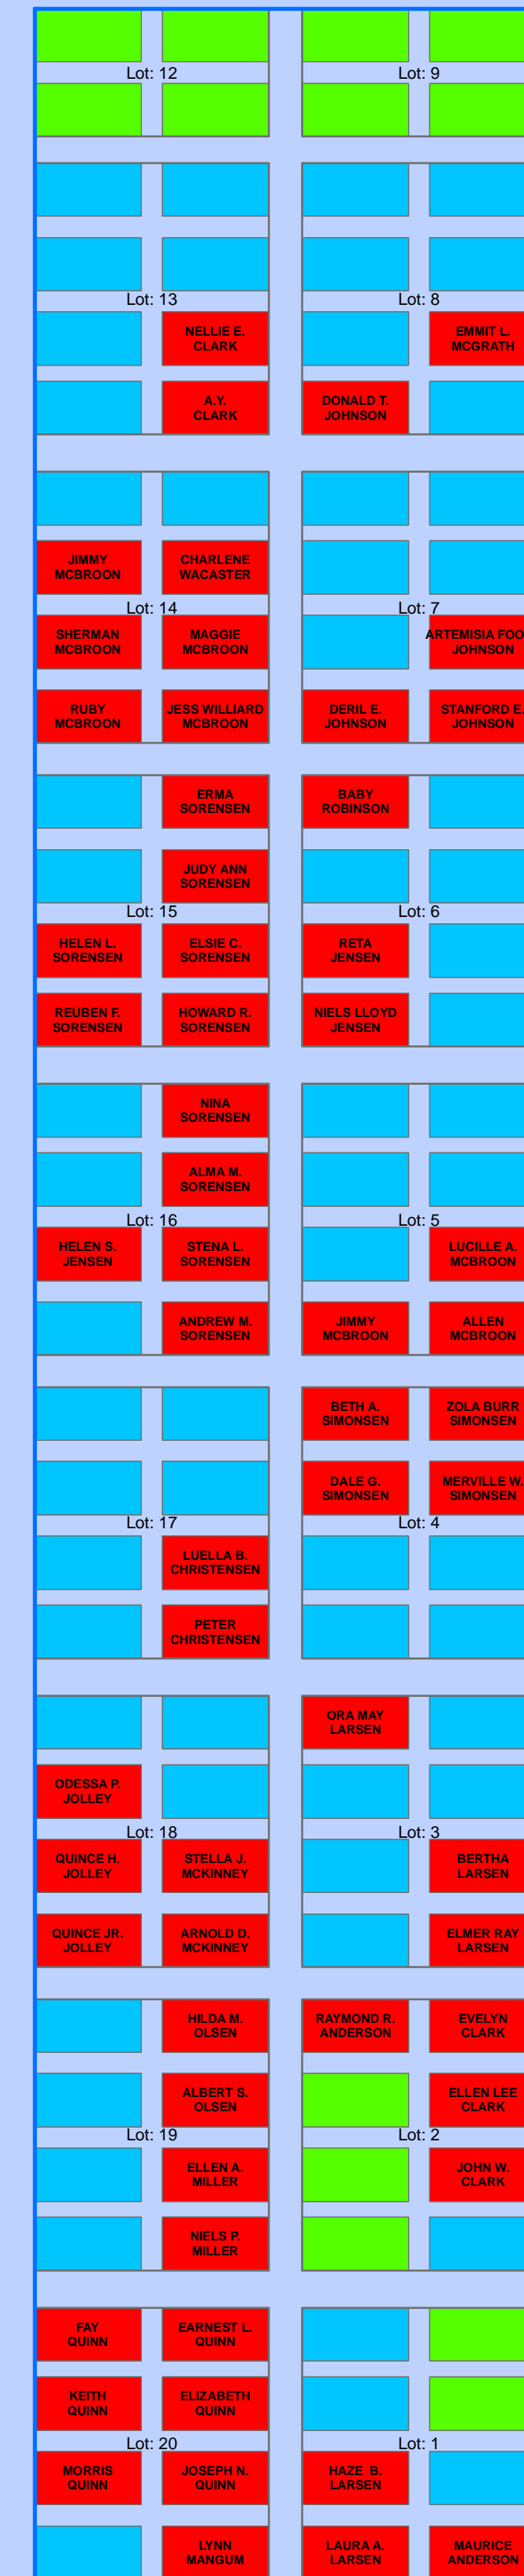 Lot: 12
Lot: 9
Lot: 13
Lot: 8
NELLIE E.
CLARK
EMMIT L.
MCGRATH
A.Y.
CLARK
DONALD T.
JOHNSON
JIMMY
MCBROON
CHARLENE
WACASTER
Lot: 14
Lot: 7
SHERMAN
MCBROON
MAGGIE
MCBROON
ARTEMISIA FOO
JOHNSON
RUBY
MCBROON
JESS WILLIARD
MCBROON
DERIL E.
JOHNSON
STANFORD E.
JOHNSON
ERMA
SORENSEN
BABY
ROBINSON
JUDY ANN
SORENSEN
Lot: 15
Lot: 6
HELEN L.
SORENSEN
ELSIE C.
SORENSEN
RETA
JENSEN
REUBEN F.
SORENSEN
HOWARD R.
SORENSEN
NIELS LLOYD
JENSEN
NINA
SORENSEN
ALMA M.
SORENSEN
Lot: 16
Lot: 5
HELEN S.
JENSEN
STENA L.
SORENSEN
LUCILLE A.
MCBROON
ANDREW M.
SORENSEN
JIMMY
MCBROON
ALLEN
MCBROON
BETH A.
SIMONSEN
ZOLA BURR
SIMONSEN
DALE G.
SIMONSEN
MERVILLE W.
SIMONSEN
Lot: 17
Lot: 4
LUELLA B.
CHRISTENSEN
PETER
CHRISTENSEN
ORA MAY
LARSEN
ODESSA P.
JOLLEY
Lot: 18
Lot: 3
QUINCE H.
JOLLEY
STELLA J.
MCKINNEY
BERTHA
LARSEN
QUINCE JR.
JOLLEY
ARNOLD D.
MCKINNEY
ELMER RAY
LARSEN
HILDA M.
OLSEN
RAYMOND R.
ANDERSON
EVELYN
CLARK
ALBERT S.
OLSEN
ELLEN LEE
CLARK
Lot: 19
Lot: 2
ELLEN A.
MILLER
JOHN W.
CLARK
NIELS P.
MILLER
FAY
QUINN
EARNEST L.
QUINN
KEITH
QUINN
ELIZABETH
QUINN
Lot: 20
Lot: 1
MORRIS
QUINN
JOSEPH N.
QUINN
HAZE B.
LARSEN
LYNN
MANGUM
LAURA A.
LARSEN
MAURICE
ANDERSON